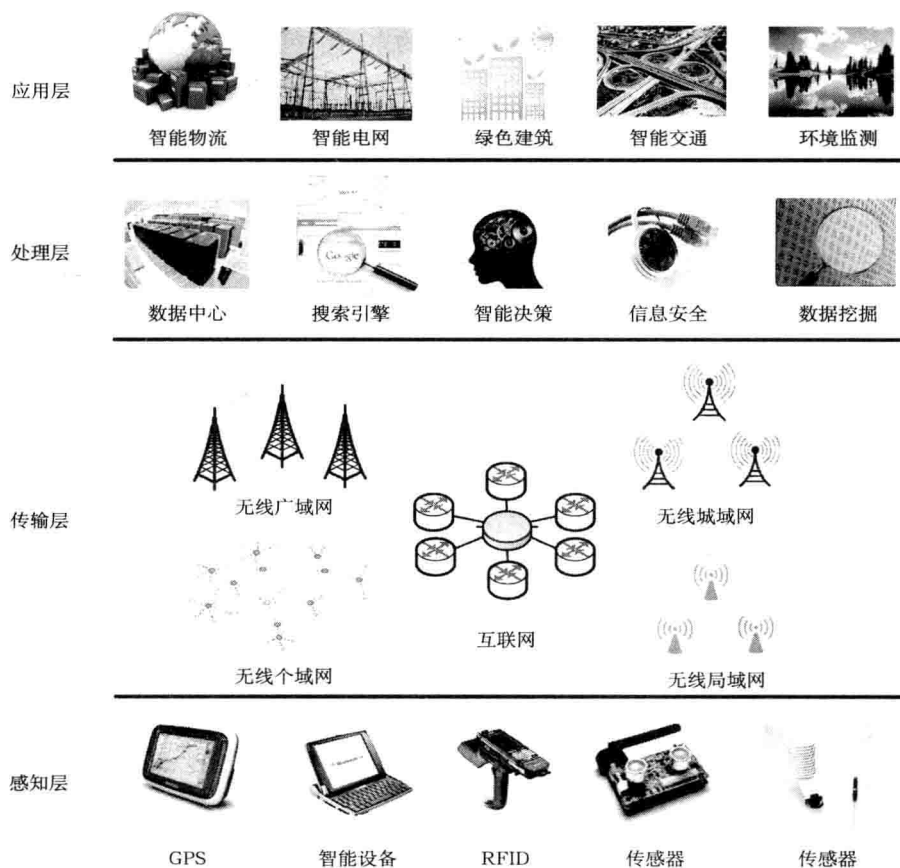 应用层
智能物流 智能电网 绿色建筑 智能交通 环境监测
处理层
Google
数据中心 搜索引擎 智能决策 信息安全 数据挖掘
传输层
无线广域网
无线城域网
互联网
无线个域网
无线局域网
感知层
GPS 智能设备 RFID 传感器 传感器